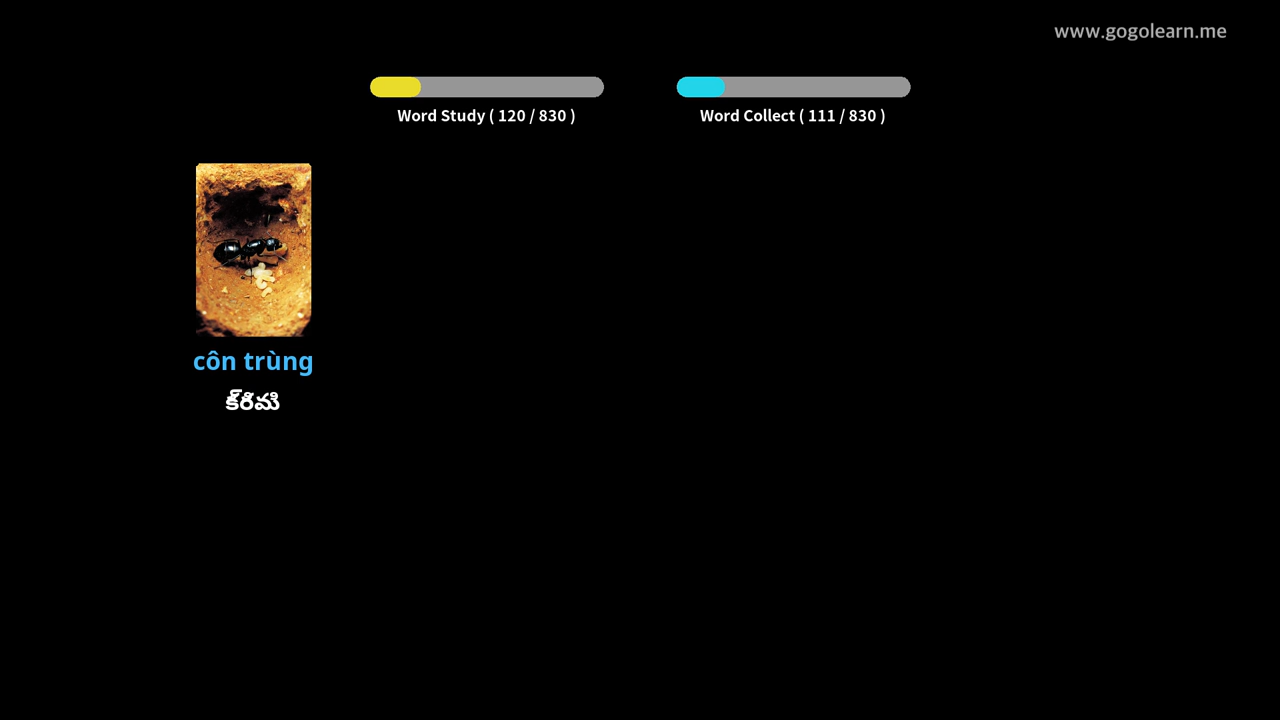 www.gogolearn.me
Word Study ( 120 / 830 )
Word Collect ( 111 / 830 )
côn trùng
క్రిమి